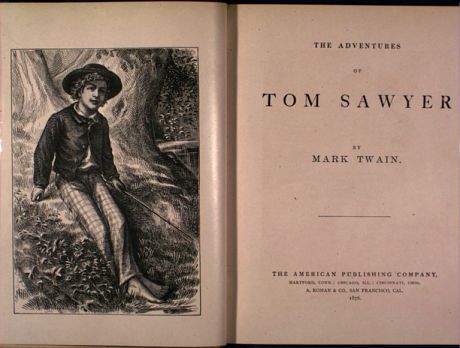 THE ADVENTURES
OF
TOM SAWYER
BY
MARK TWAIN.
THE AMERICAN PUBLISHING COMPANY,
HARTFORD, CONN.: CHICAGO, ILL.: CINCINNATI, OHIO.
A. ROMAN & CO., SAN FRANCISCO, CAL.
1876.